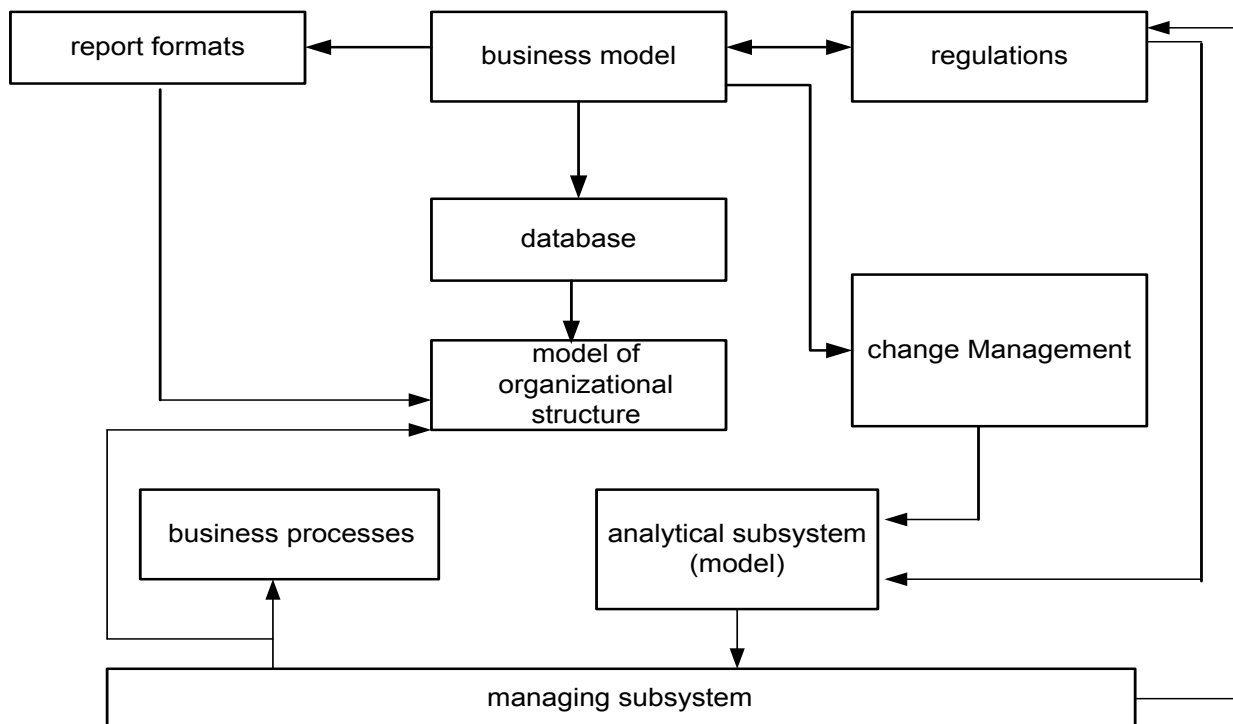 report formats
business model
regulations
database
model of
organizational
structure
change Management
business processes
analytical subsystem
(model)
managing subsystem